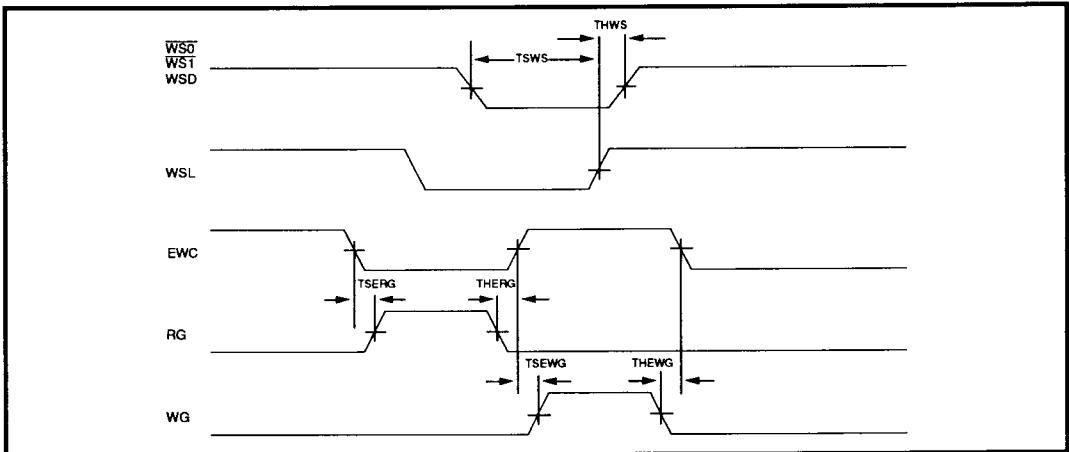 THWS
WS0
WS1
TSWS
WSD
WSL
EWC
TSERG
THERG
RG
TSEWG
THEWG
WG